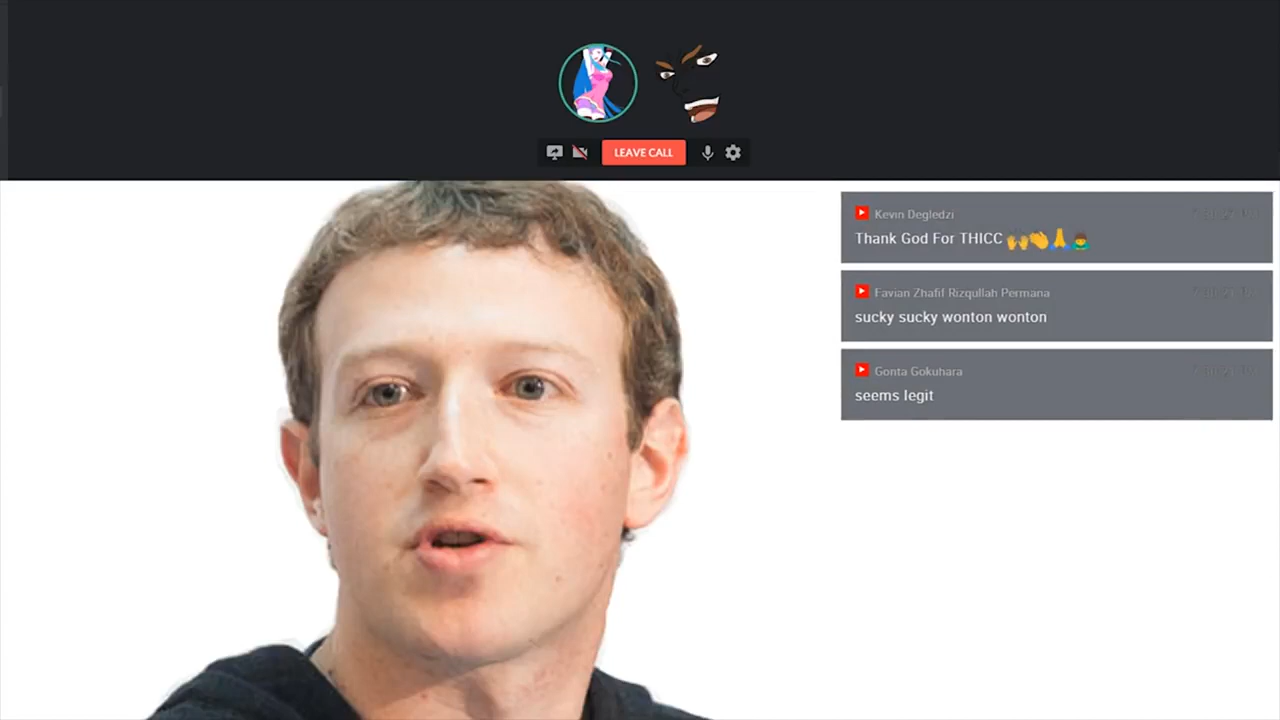 LEAVE CALL
Kevin Degledzi
Thank God For THICC 🙌👏🙏🙇‍♂️
Favian Zhafif Rizqullah Permana
sucky sucky wonton wonton
Gonta Gokuhara
seems legit